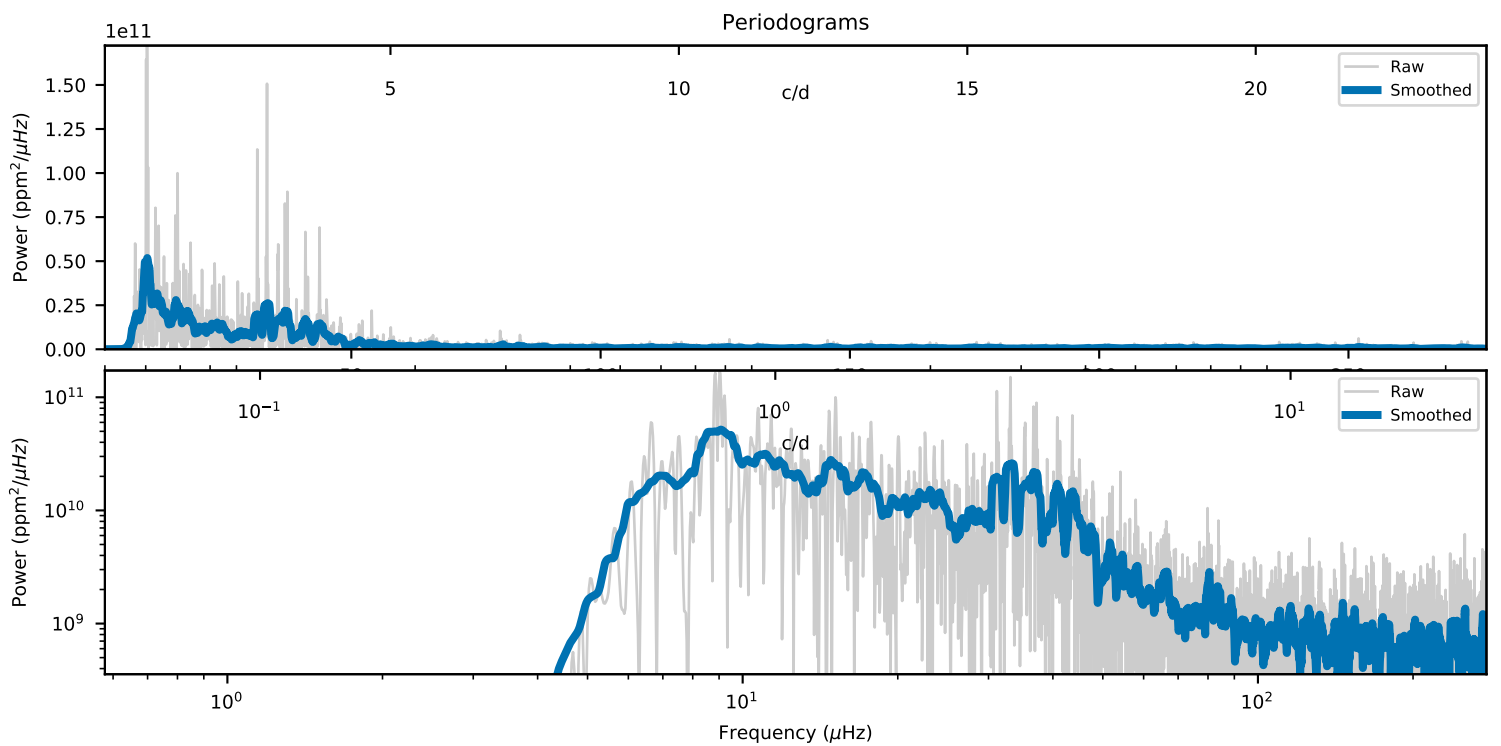 Periodograms
1e11
Power (ppm²/μHz)
1.50
1.25
1.00
0.75
0.50
0.25
0.00
5
10
15
20
c/d
Raw
Smoothed
Power (ppm²/μHz)
10¹¹
10¹⁰
10⁹
10⁻¹
10⁰
10¹
c/d
Raw
Smoothed
10⁰
10¹
10²
Frequency (μHz)